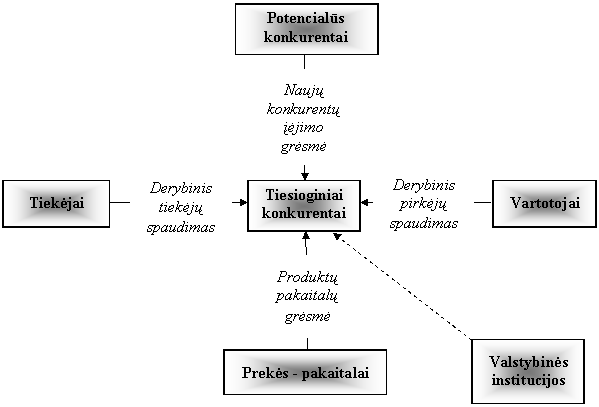 Potencialūs
konkurentai
Naujų
konkurentų
įėjimo
grėsmė
Tiekėjai
Derybinis
tiekėjų
spaudimas
Tiesioginiai
konkurentai
Derybinis
pirkėjų
spaudimas
Vartotojai
Produktų
pakaitalų
grėsmė
Prekės - pakaitalai
Valstybinės
institucijos